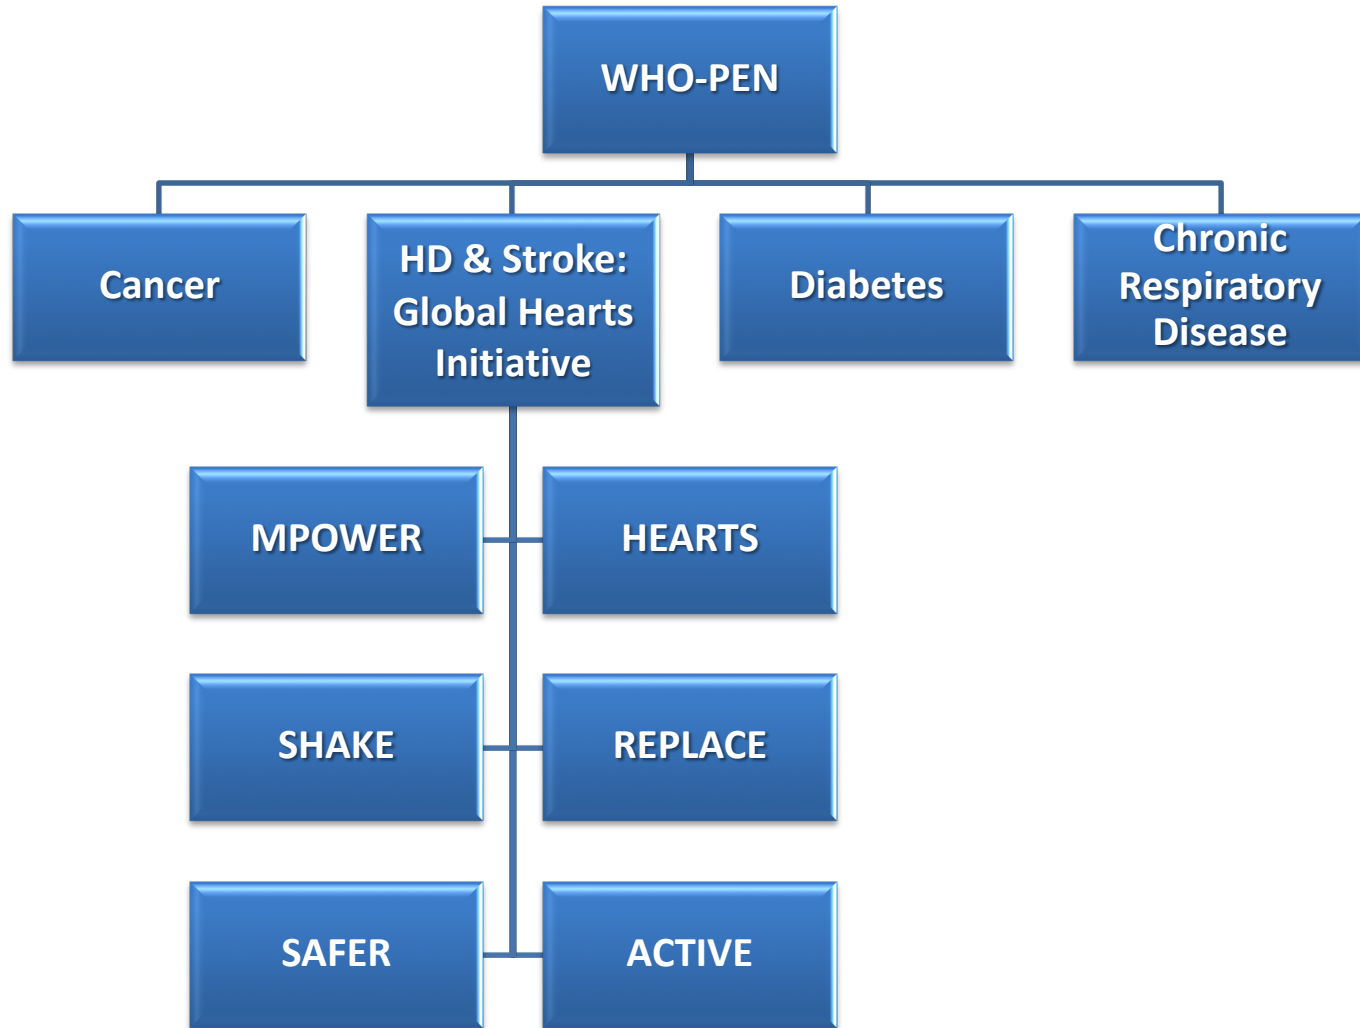 WHO-PEN
Cancer
HD & Stroke:
Global Hearts
Initiative
Diabetes
Chronic
Respiratory
Disease
MPOWER
HEARTS
SHAKE
REPLACE
SAFER
ACTIVE